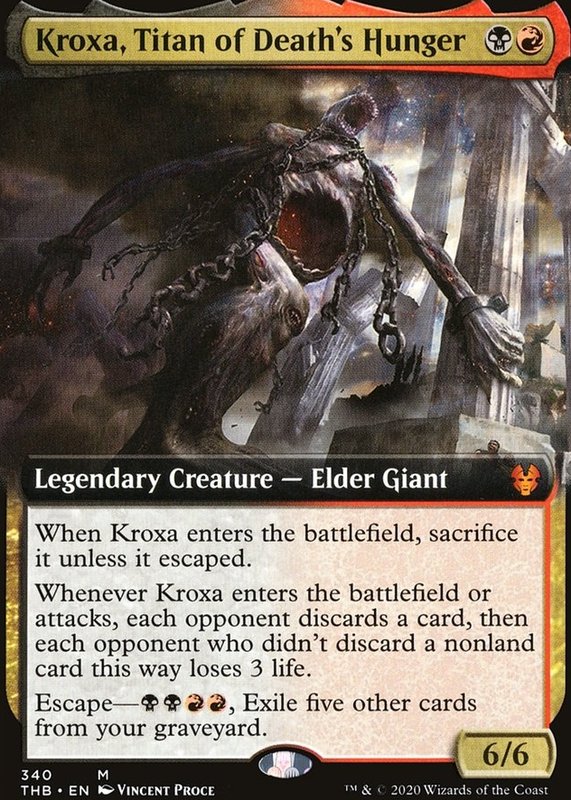 Kroxa, Titan of Death's Hunger
Legendary Creature — Elder Giant
When Kroxa enters the battlefield, sacrifice
it unless it escaped.
Whenever Kroxa enters the battlefield or
attacks, each opponent discards a card, then
each opponent who didn't discard a nonland
card this way loses 3 life.
Escape—, Exile five other cards
from your graveyard.
6/6
340 M
THB • EN VINCENT PROCE
™ & © 2020 Wizards of the Coast